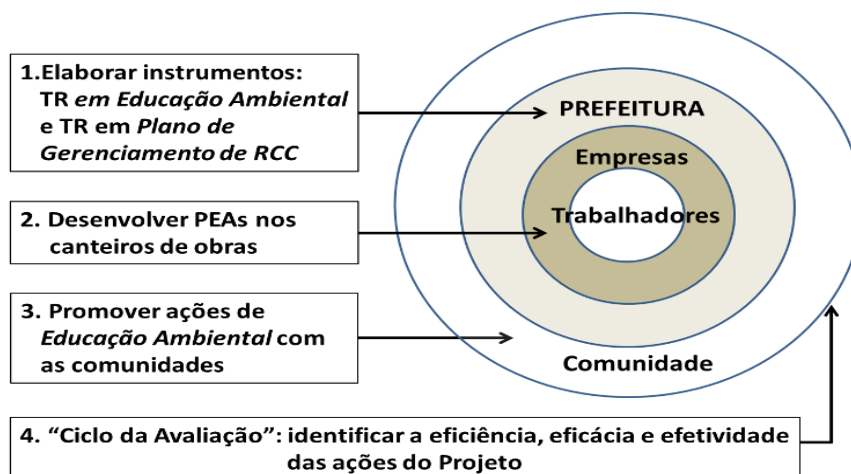 1.Elaborar instrumentos:
TR em Educação Ambiental
e TR em Plano de
Gerenciamento de RCC
2. Desenvolver PEAs nos
canteiros de obras
3. Promover ações de
Educação Ambiental com
as comunidades
4. “Ciclo da Avaliação”: identificar a eficiência, eficácia e efetividade
das ações do Projeto
PREFEITURA
Empresas
Trabalhadores
Comunidade